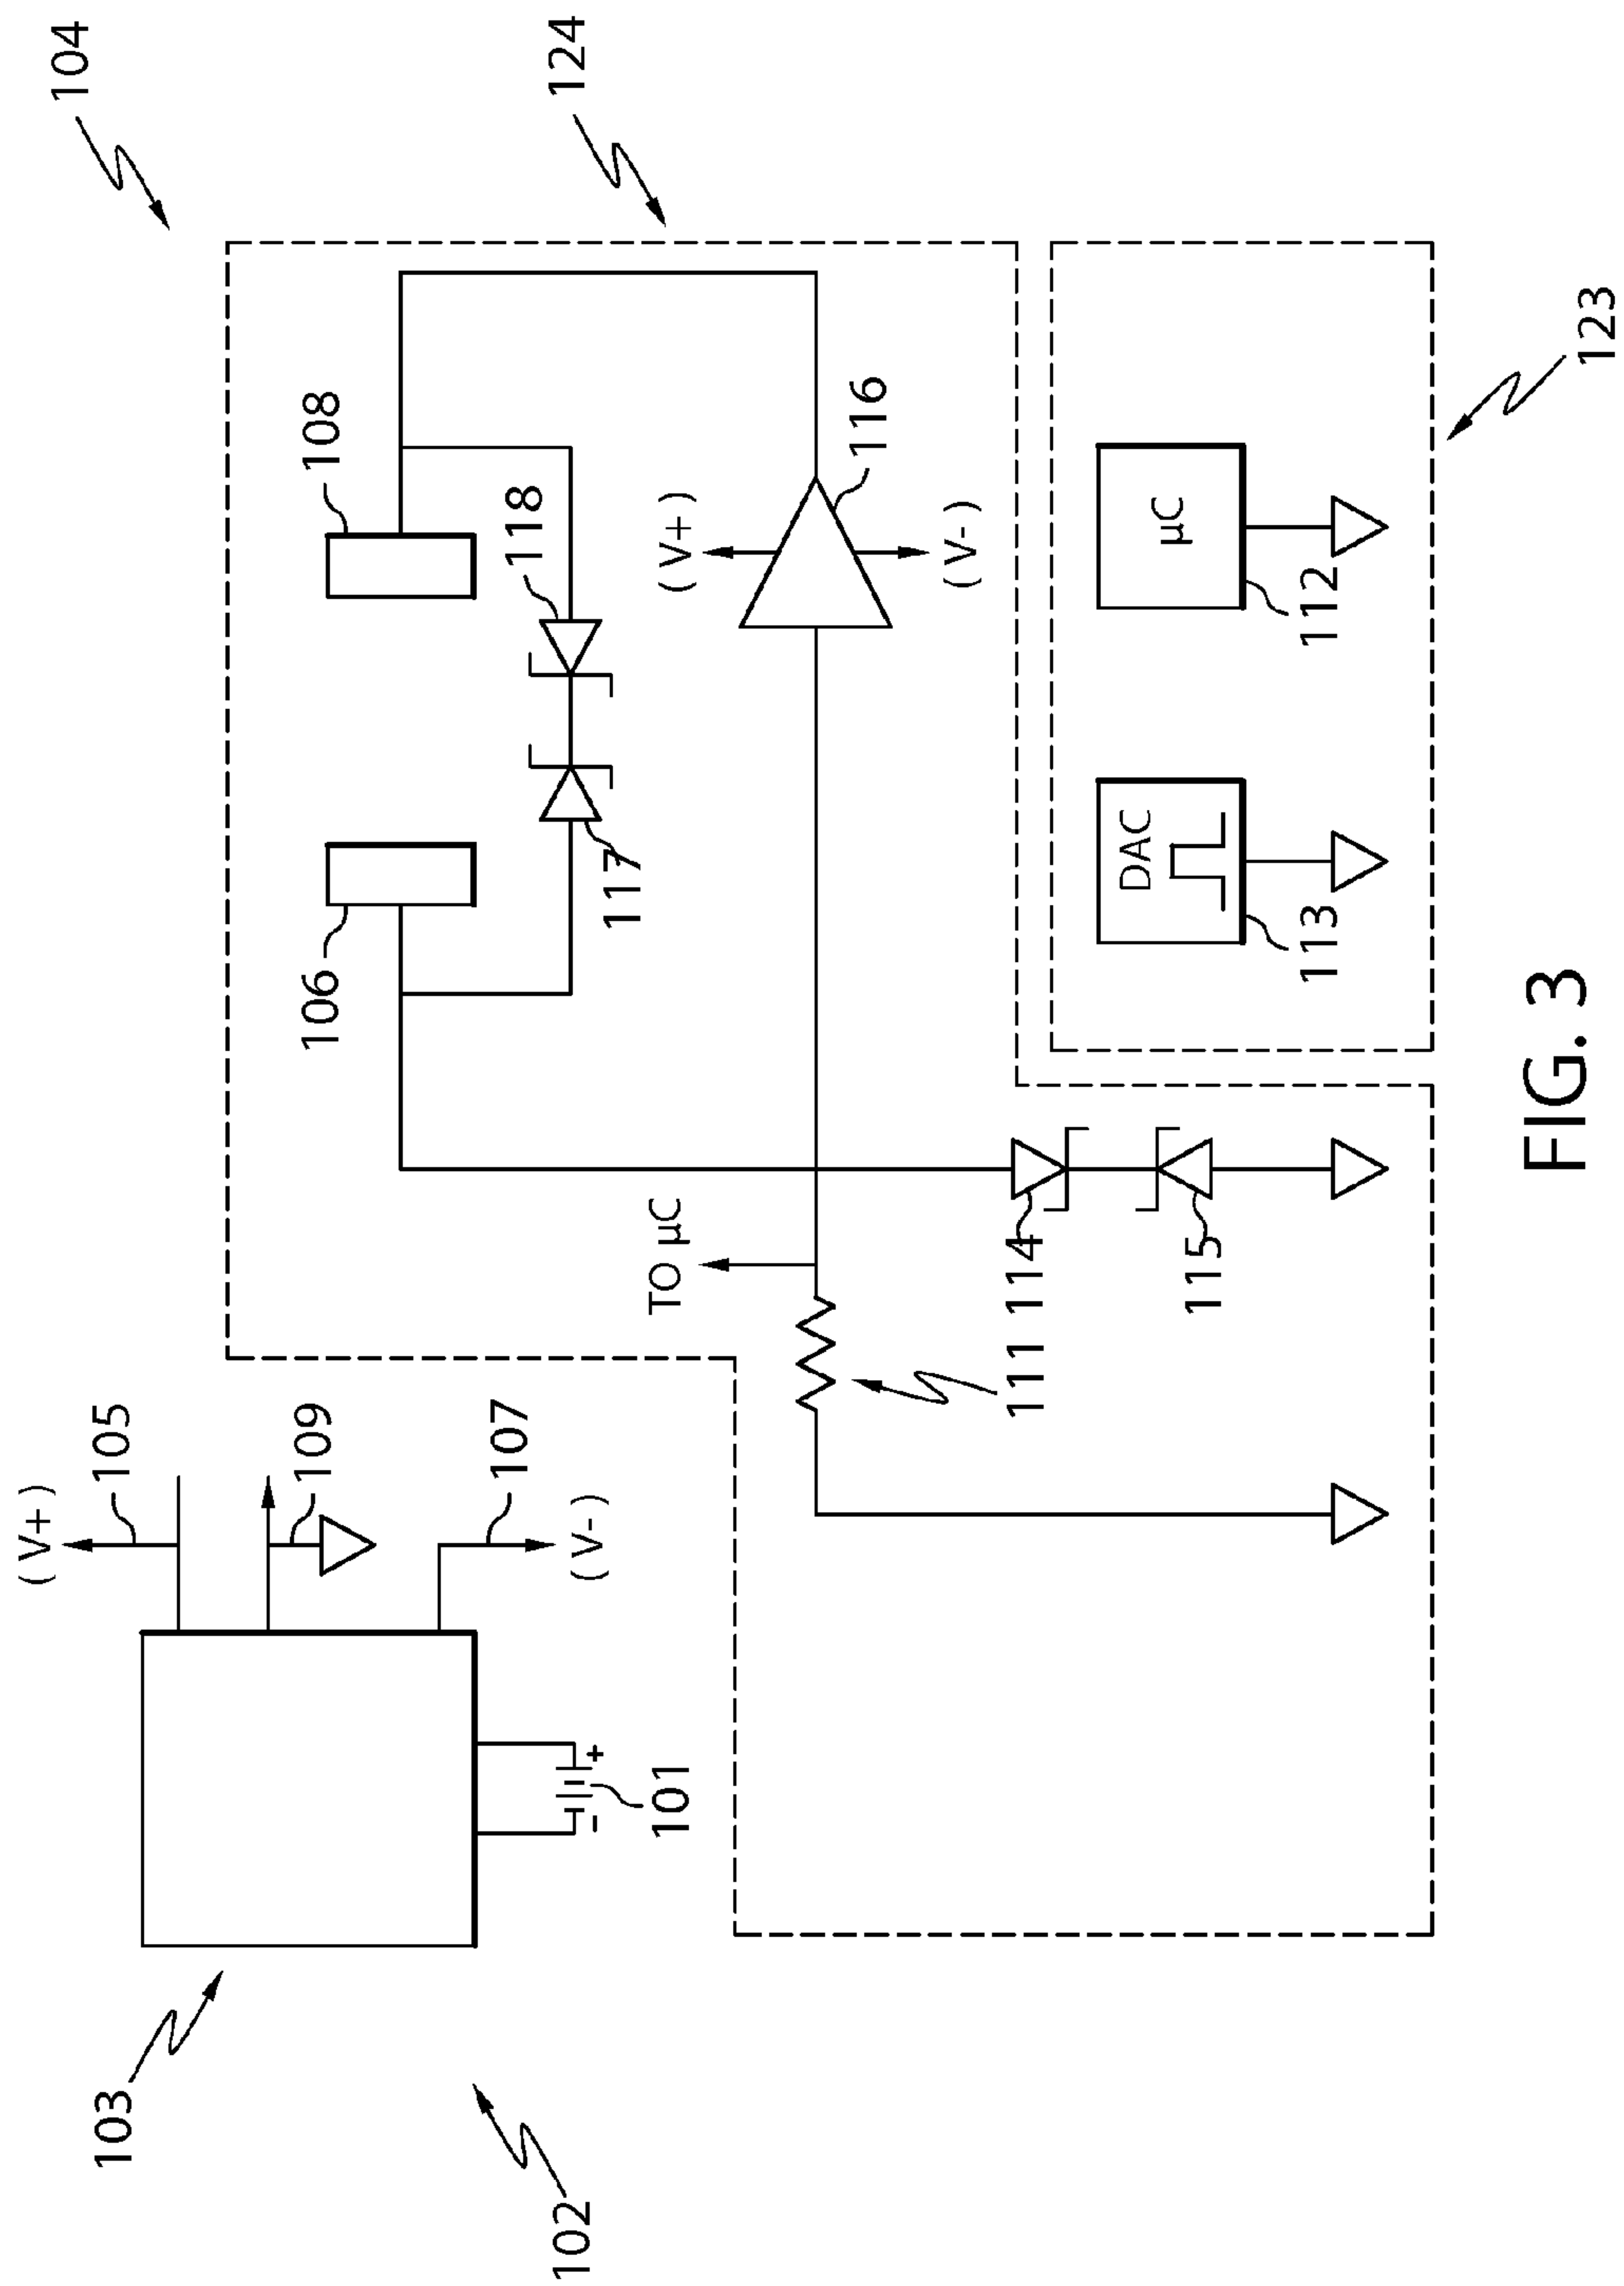 104
124
( V+ )
105
109
107
( V- )
103
101
102
108
106
118
117
( V+ )
116
( V- )
TO µC
111
114
115
DAC
113
µC
112
123
FIG. 3
+
-